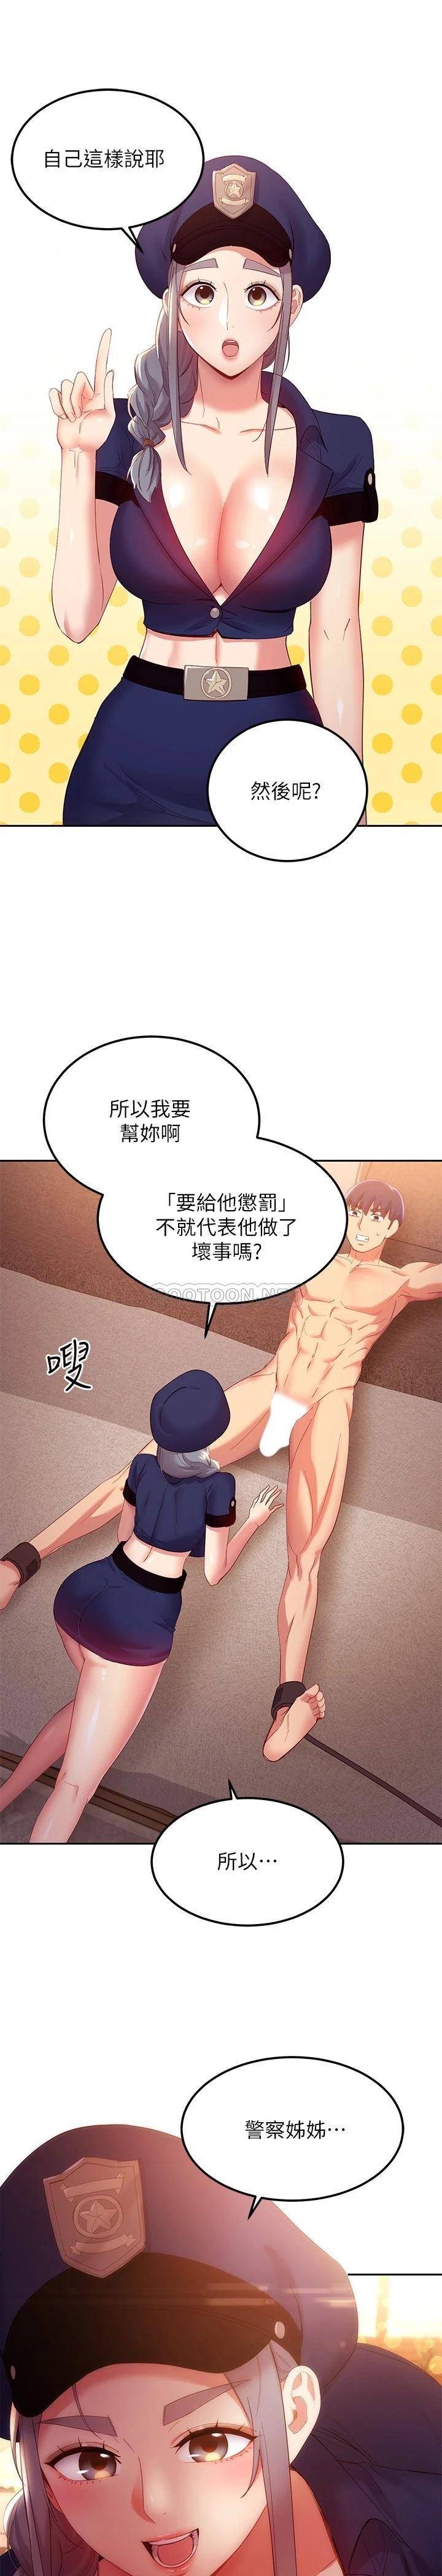 自己這樣說耶
然後呢?
所以我要
幫妳啊
「要給他懲罰」
不就代表他做了
壞事嗎?
嗖
所以…
警察姊姊…